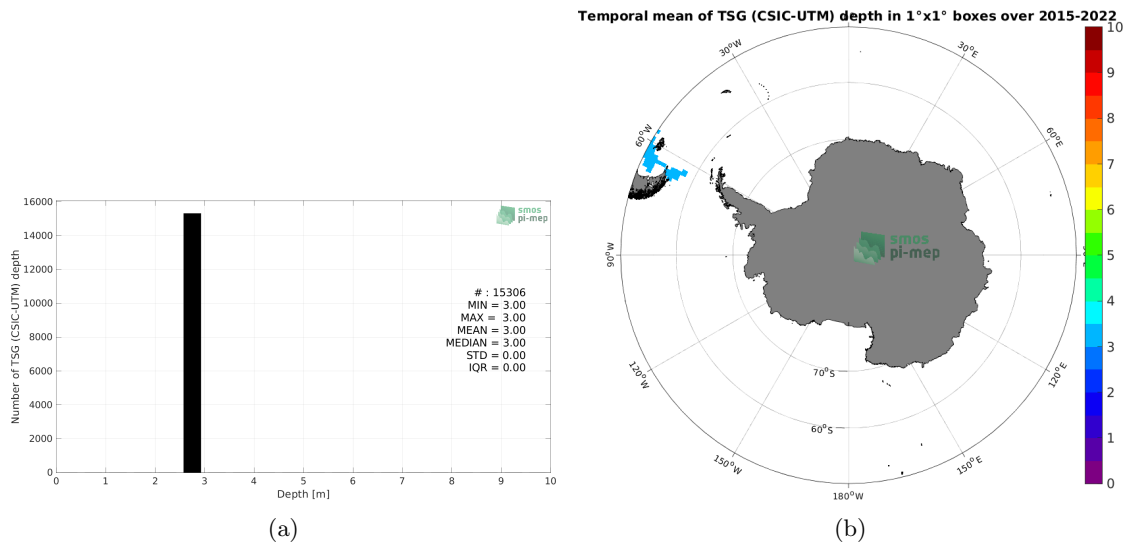 16000
14000
12000
10000
8000
6000
4000
2000
0
Number of TSG (CSIC-UTM) depth
smos
pi-mep
# : 15306
MIN = 3.00
MAX = 3.00
MEAN = 3.00
MEDIAN = 3.00
STD = 0.00
IQR = 0.00
0 1 2 3 4 5 6 7 8 9 10
Depth [m]
(a)
Temporal mean of TSG (CSIC-UTM) depth in 1°x1° boxes over 2015-2022
30°W
30°E
60°W
60°E
90°W
smos
pi-mep
120°W
120°E
70°S
60°S
150°W
150°E
180°W
10
9
8
7
6
5
4
3
2
1
0
(b)